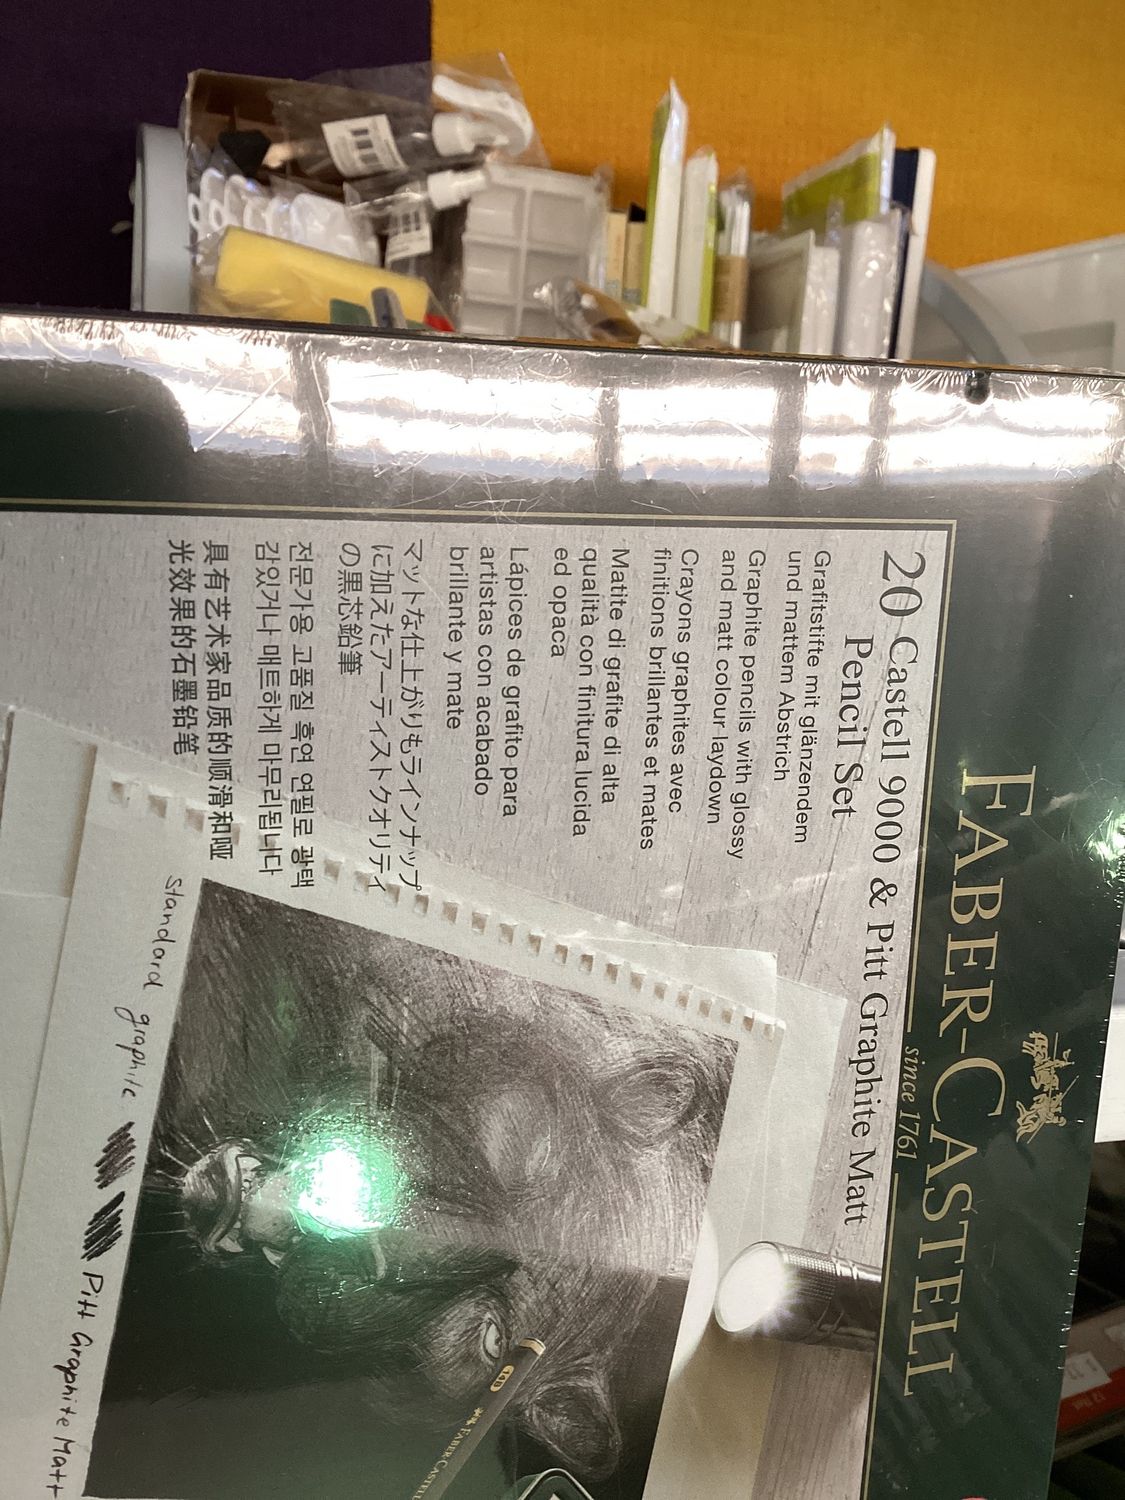 FABER-CASTELL
since 1761
20 Castell 9000 & Pitt Graphite Matt
Pencil Set
Grafitstifte mit glänzendem
und mattem Abstrich
Graphite pencils with glossy
and matt colour laydown
Crayons graphites avec
finitions brillantes et mates
Matite di grafite di alta
qualità con finitura lucida
ed opaca
Lápices de grafito para
artistas con acabado
brillante y mate
マットな仕上がりもラインナップ
に加えたアーティストクオリティ
の黒芯鉛筆
전문가용 고품질 흑연 연필로 광택
감있거나 매트하게 마무리됩니다
具有艺术家品质的顺滑和哑
光效果的石墨铅笔
Standard graphite
Pitt Graphite Matt
FABER-CASTELL